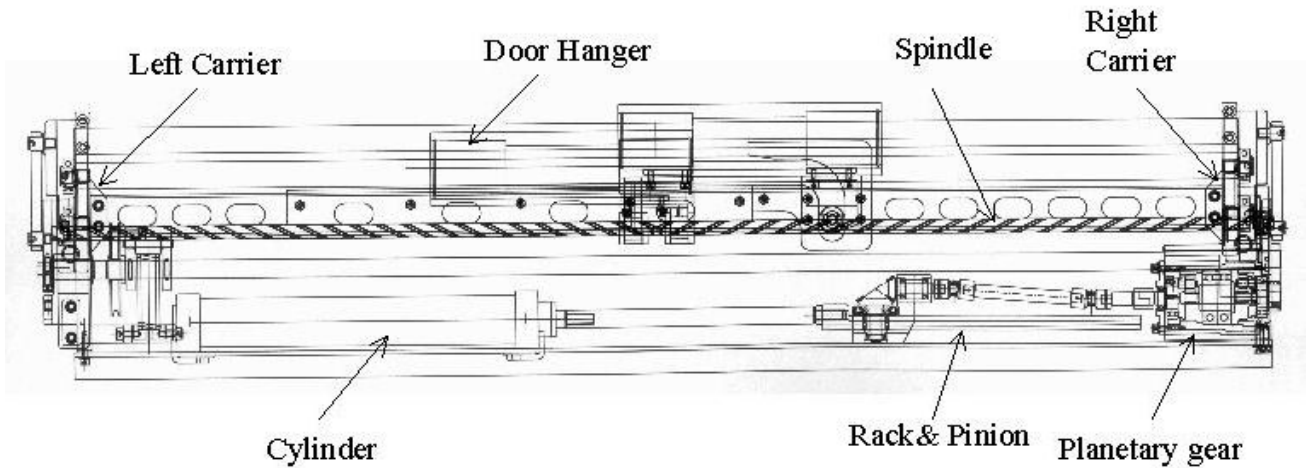 Left Carrier
Door Hanger
Spindle
Right
Carrier
Cylinder
Rack& Pinion
Planetary gear